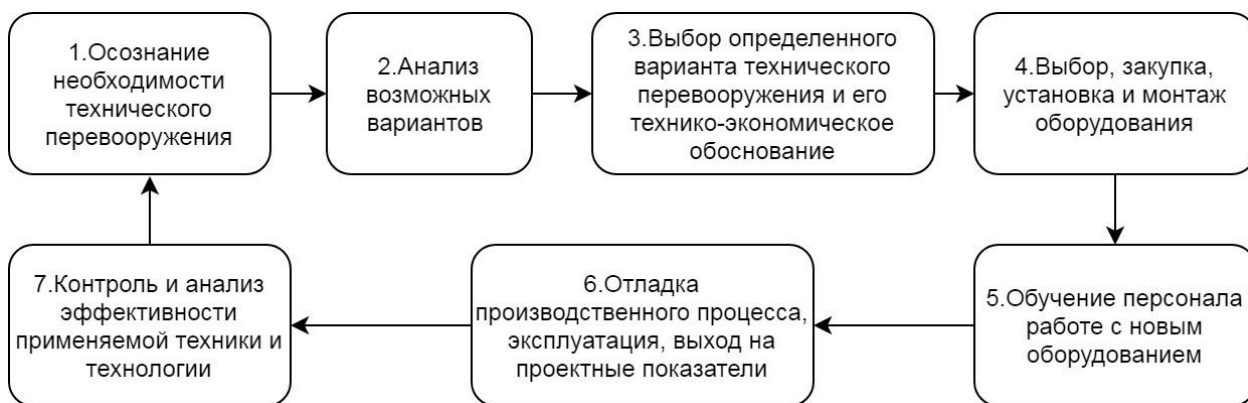 1.Осознание
необходимости
технического
перевооружения
2.Анализ
возможных
вариантов
3.Выбор определенного
варианта технического
перевооружения и его
технико-экономическое
обоснование
4.Выбор, закупка,
установка и монтаж
оборудования
5.Обучение персонала
работе с новым
оборудованием
6.Отладка
производственного процесса,
эксплуатация, выход на
проектные показатели
7.Контроль и анализ
эффективности
применяемой техники и
технологии